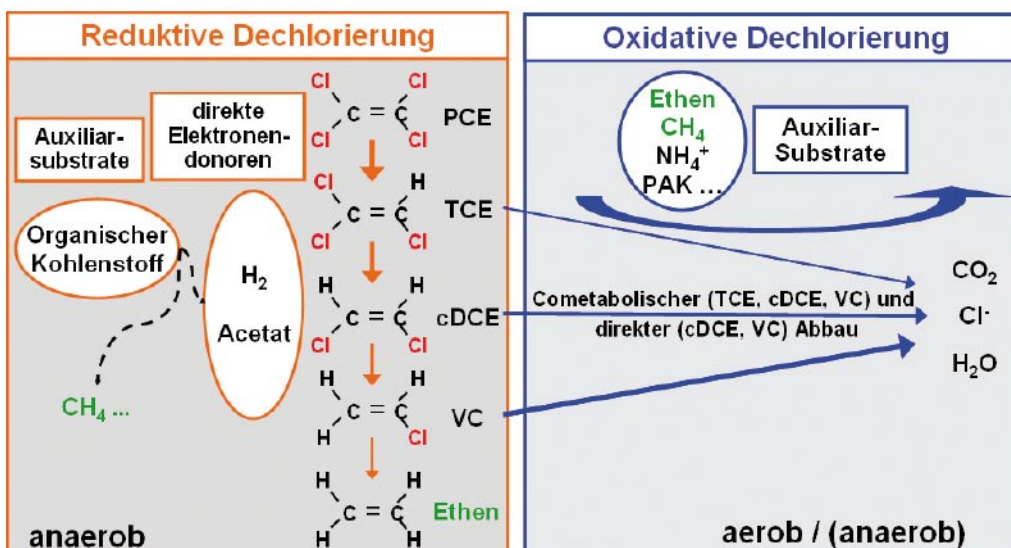 Reduktive Dechlorierung
Auxiliar-
substrate
direkte
Elektronen-
donoren
Organischer
Kohlenstoff
H₂
Acetat
CH₄ ...
Cl Cl
C = C
Cl Cl
PCE
Cl H
C = C
Cl Cl
TCE
H H
C = C
Cl Cl
cDCE
H H
C = C
H Cl
VC
H H
C = C
H H
Ethen
anaerob
Oxidative Dechlorierung
Ethen
CH₄
NH₄⁺
PAK ...
Auxiliar-
Substrate
Cometabolischer (TCE, cDCE, VC) und
direkter (cDCE, VC) Abbau
CO₂
Cl⁻
H₂O
aerob / (anaerob)